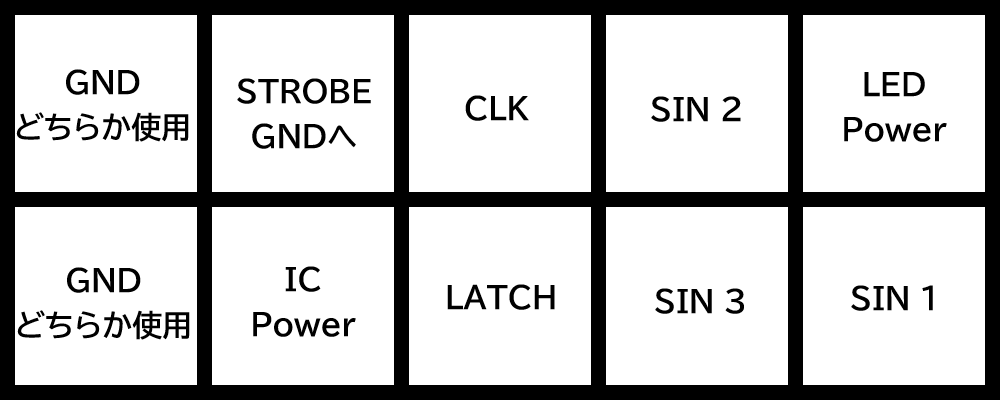 GND
どちらか使用
STROBE
GNDへ
CLK
SIN 2
LED
Power
GND
どちらか使用
IC
Power
LATCH
SIN 3
SIN 1